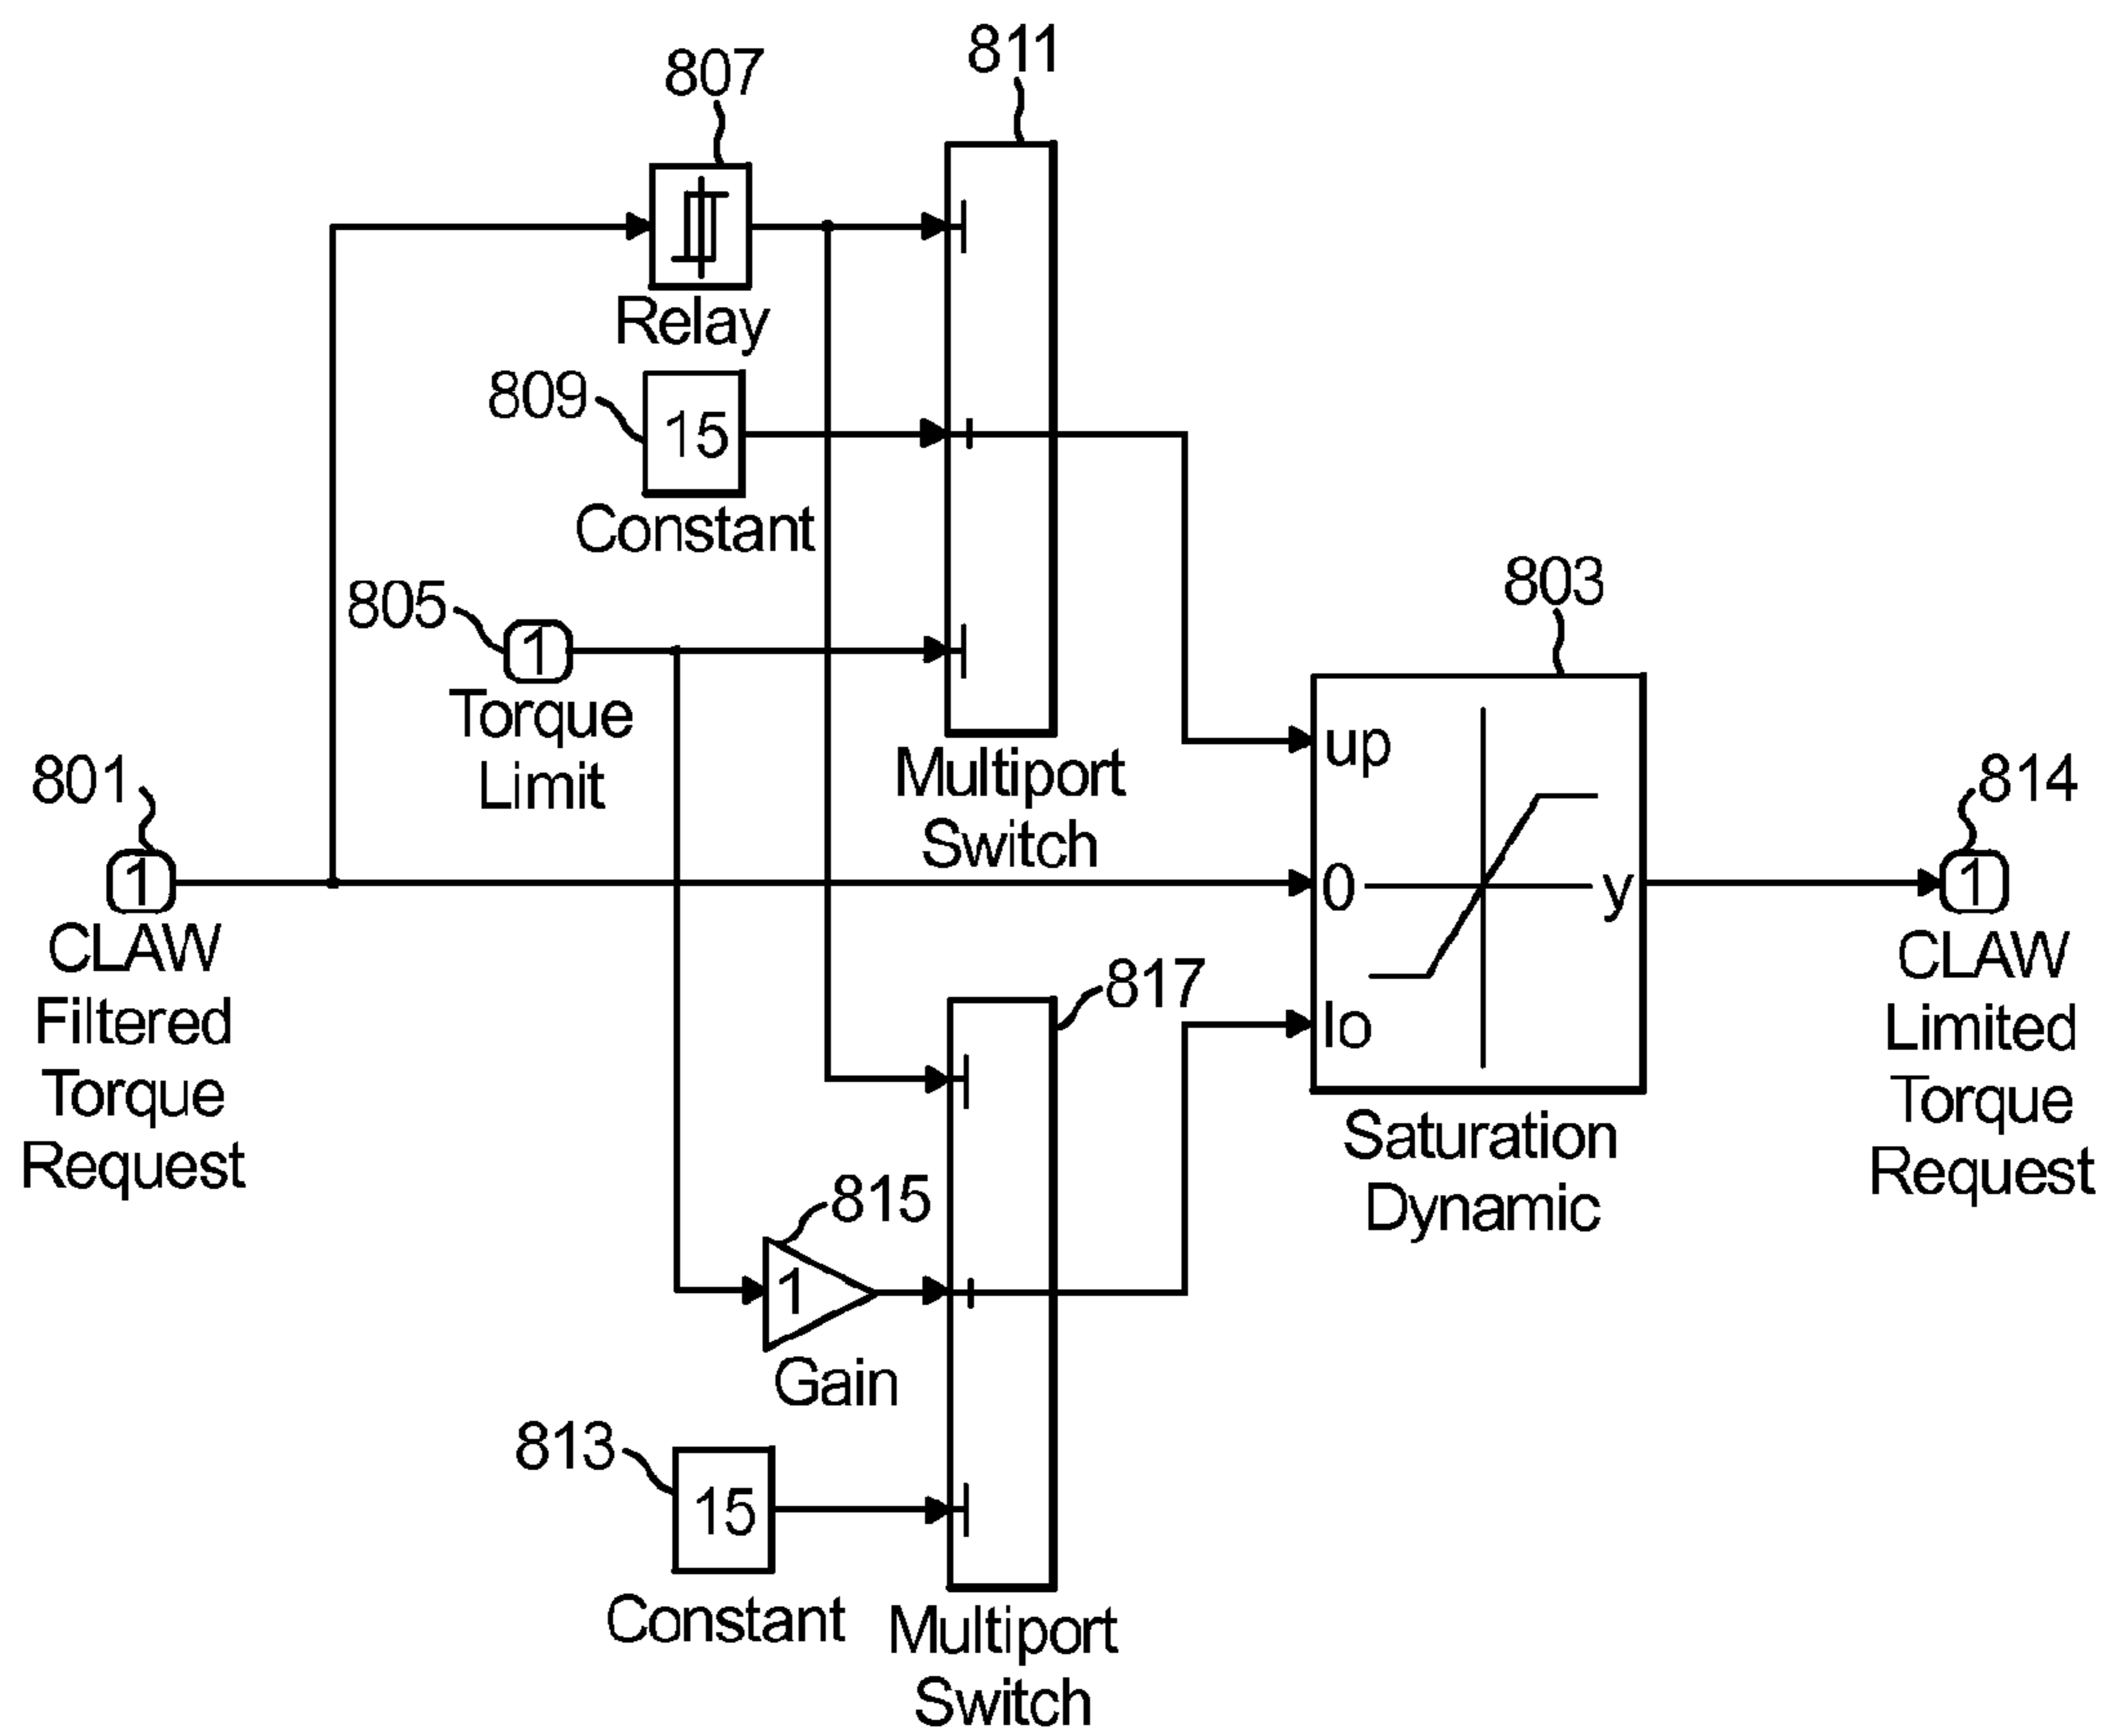 811
807
Relay
809
15
Constant
805
1
Torque
Limit
Multiport
Switch
803
up
0
y
lo
Saturation
Dynamic
801
1
CLAW
Filtered
Torque
Request
814
1
CLAW
Limited
Torque
Request
817
815
1
Gain
813
15
Constant
Multiport
Switch